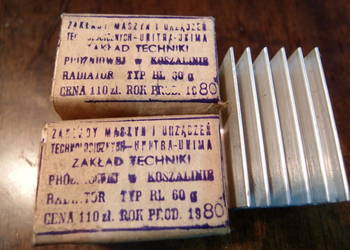 ZAKŁADY MASZYN I URZĄDZEŃ
TECHNOLOGICZNYCH-UNITRA-UNIMA
ZAKŁAD TECHNIKI
PRÓŻNIOWEJ W KOSZALINIE
RADIATOR TYP RL 60 g
CENA 110 zł. ROK PROD. 1980
ZAKŁADY MASZYN I URZĄDZEŃ
TECHNOLOGICZNYCH-UNITRA-UNIMA
ZAKŁAD TECHNIKI
PRÓŻNIOWEJ W KOSZALINIE
RADIATOR TYP RL 60 g
CENA 110 zł. ROK PROD. 1980